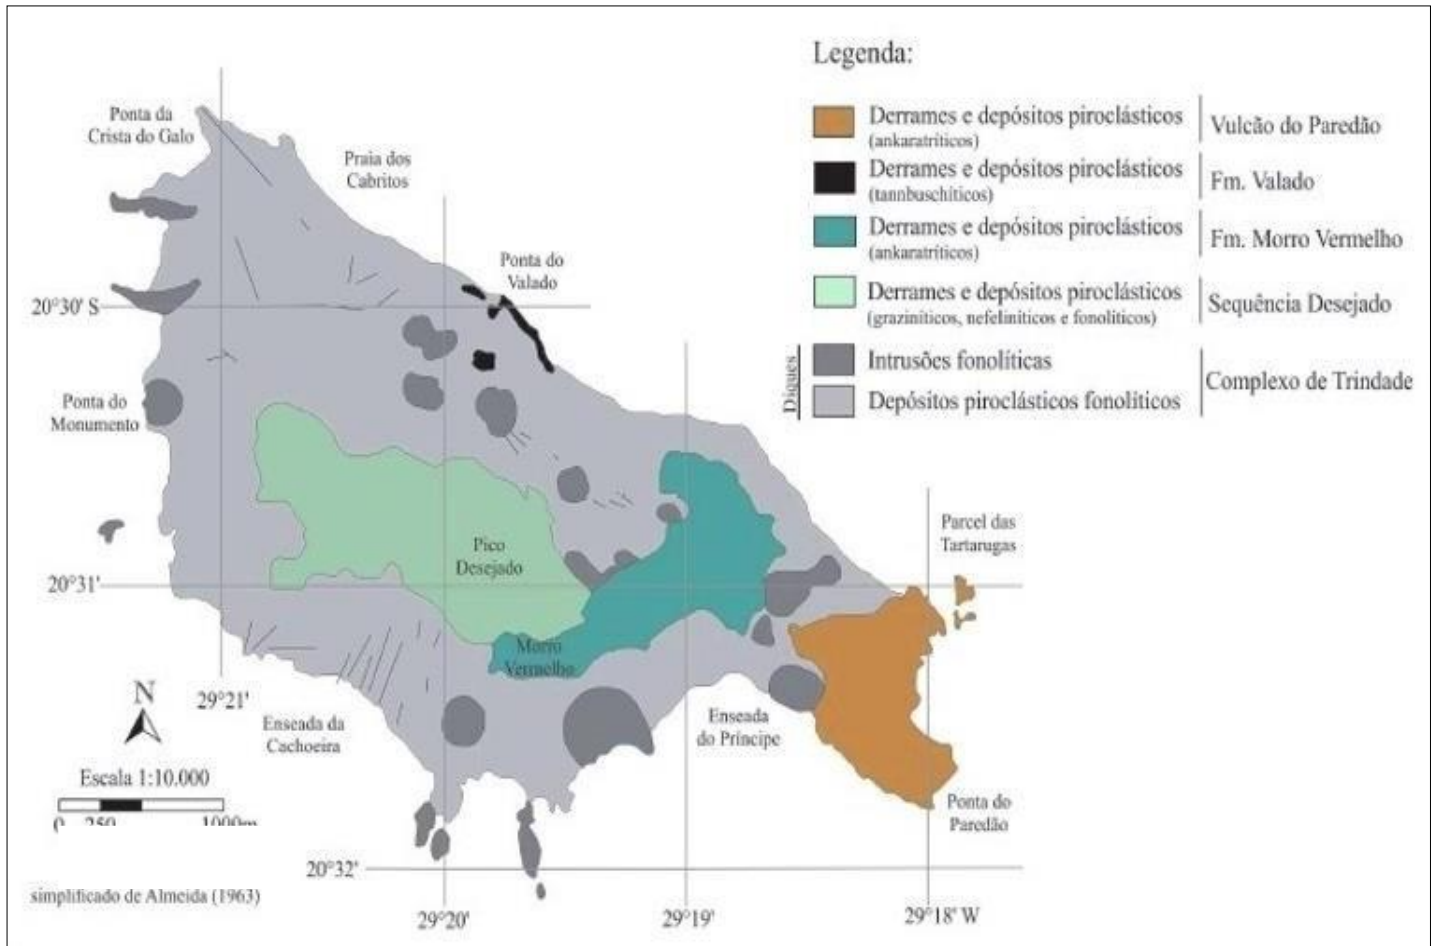 Legenda:
Derrames e depósitos piroclásticos
(ankaratríticos)
Vulcão do Paredão
Derrames e depósitos piroclásticos
(tannbuschíticos)
Fm. Valado
Derrames e depósitos piroclásticos
(ankaratríticos)
Fm. Morro Vermelho
Derrames e depósitos piroclásticos
(graziníticos, nefeliníticos e fonolíticos)
Sequência Desejado
Diques
Intrusões fonolíticas
Depósitos piroclásticos fonolíticos
Complexo de Trindade
Ponta da
Crista do Galo
Praia dos
Cabritos
Ponta do
Valado
20°30' S
Ponta do
Monumento
Pico
Desejado
Parcel das
Tartarugas
20°31'
Morro
Vermelho
29°21'
Enseada da
Cachoeira
Enseada
do Príncipe
Ponta do
Paredão
N
Escala 1:10.000
0 250 1000m
20°32'
simplificado de Almeida (1963)
29°20'
29°19'
29°18' W